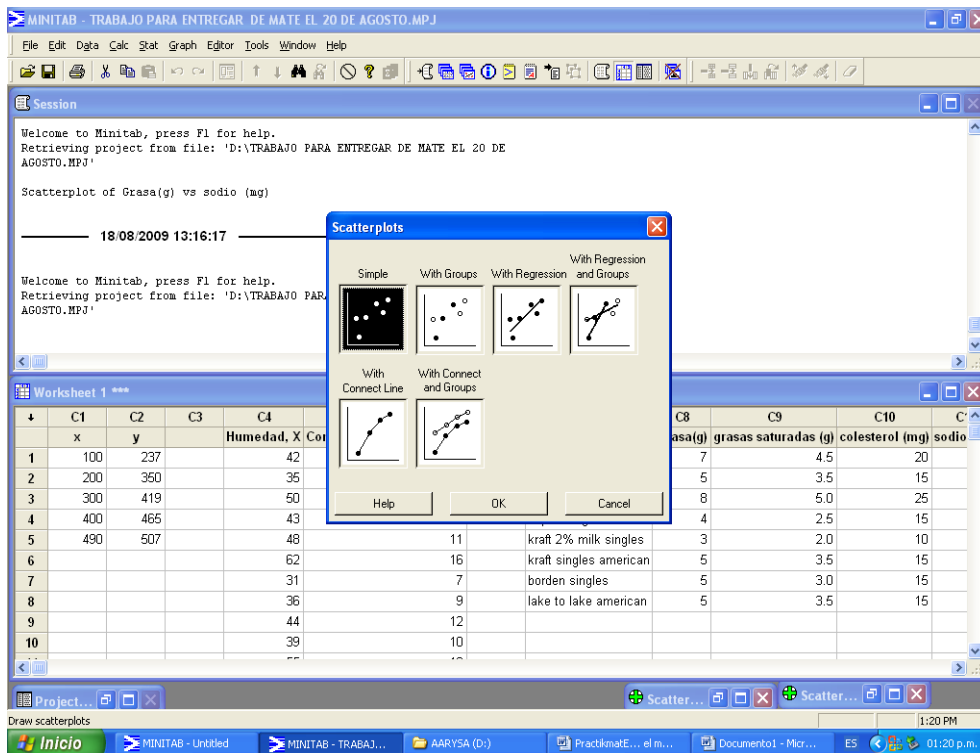 MINITAB - TRABAJO PARA ENTREGAR DE MATE EL 20 DE AGOSTO.MPJ
File Edit Data Calc Stat Graph Editor Tools Window Help
Session
Welcome to Minitab, press F1 for help.
Retrieving project from file: 'D:\TRABAJO PARA ENTREGAR DE MATE EL 20 DE
AGOSTO.MPJ'
Scatterplot of Grasa(g) vs sodio (mg)
18/08/2009 13:16:17
Welcome to Minitab, press F1 for help.
Retrieving project from file: 'D:\TRABAJO PAR
AGOSTO.MPJ'
Scatterplots
Simple
With Groups
With Regression
With Regression
and Groups
With
Connect Line
With Connect
and Groups
Help OK Cancel
Worksheet 1 ***
C1 C2 C3 C4 C8 C9 C10 C
x y Humedad, X Cor asa(g) grasas saturadas (g) colesterol (mg) sodio
1 100 237 42 7 4.5 20
2 200 350 35 5 3.5 15
3 300 419 50 8 5.0 25
4 400 465 43 4 2.5 15
5 490 507 48 11 kraft 2% milk singles 3 2.0 10
6 62 16 kraft singles american 5 3.5 15
7 31 7 borden singles 5 3.0 15
8 36 9 lake to lake american 5 3.5 15
9 44 12
10 39 10
Project...
Scatter...
Scatter...
Draw scatterplots
1:20 PM
Inicio
MINITAB - Untitled
MINITAB - TRABAJ...
AARYSA (D:)
PractikmatE... el m...
Documento1 - Micr...
ES
01:20 p.m.